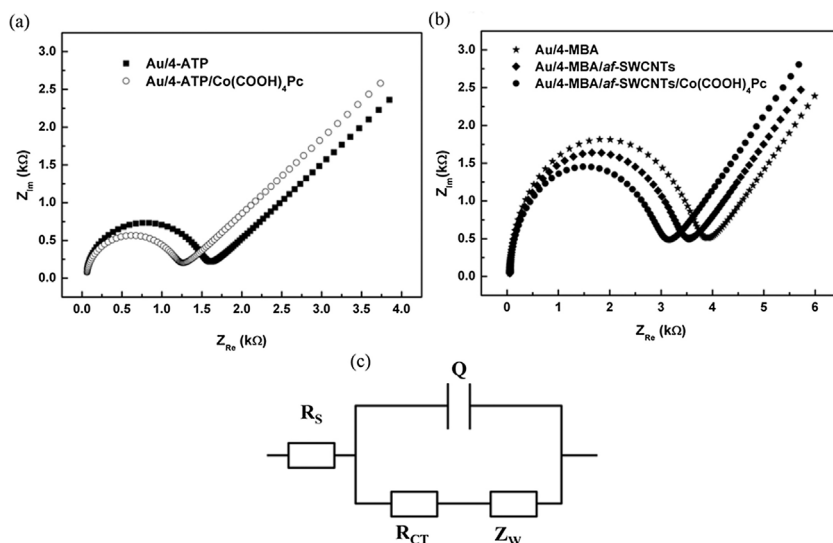 (a)
Au/4-ATP
Au/4-ATP/Co(COOH)₄Pc
3.0
2.5
2.0
1.5
1.0
0.5
0.0
Z_Im (kΩ)
0.0 0.5 1.0 1.5 2.0 2.5 3.0 3.5 4.0
Z_Re (kΩ)
(b)
Au/4-MBA
Au/4-MBA/af-SWCNTs
Au/4-MBA/af-SWCNTs/Co(COOH)₄Pc
3.0
2.5
2.0
1.5
1.0
0.5
0.0
Z_Im (kΩ)
0 1 2 3 4 5 6
Z_Re (kΩ)
(c)
Q
R_S
R_CT Z_W